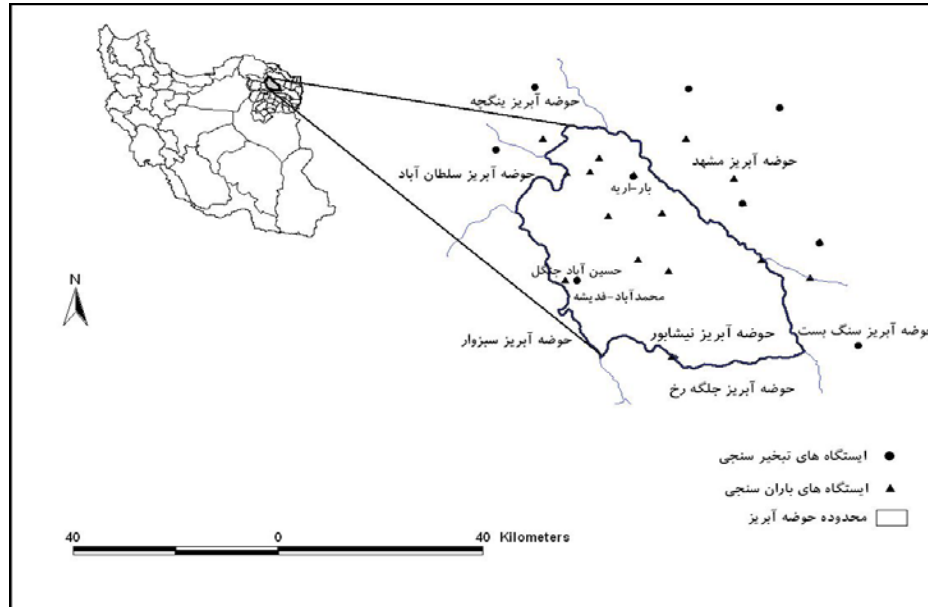 حوضه آبریز ینگجه
حوضه آبریز مشهد
حوضه آبریز سلطان آباد
بار-اریه
حسین آباد جنگل
محمدآباد-فدیشه
N
حوضه آبریز سنگ بست
حوضه آبریز نیشابور
حوضه آبریز سبزوار
حوضه آبریز جلگه رخ
ایستگاه های تبخیر سنجی
ایستگاه های باران سنجی
محدوده حوضه آبریز
40 0 40 Kilometers